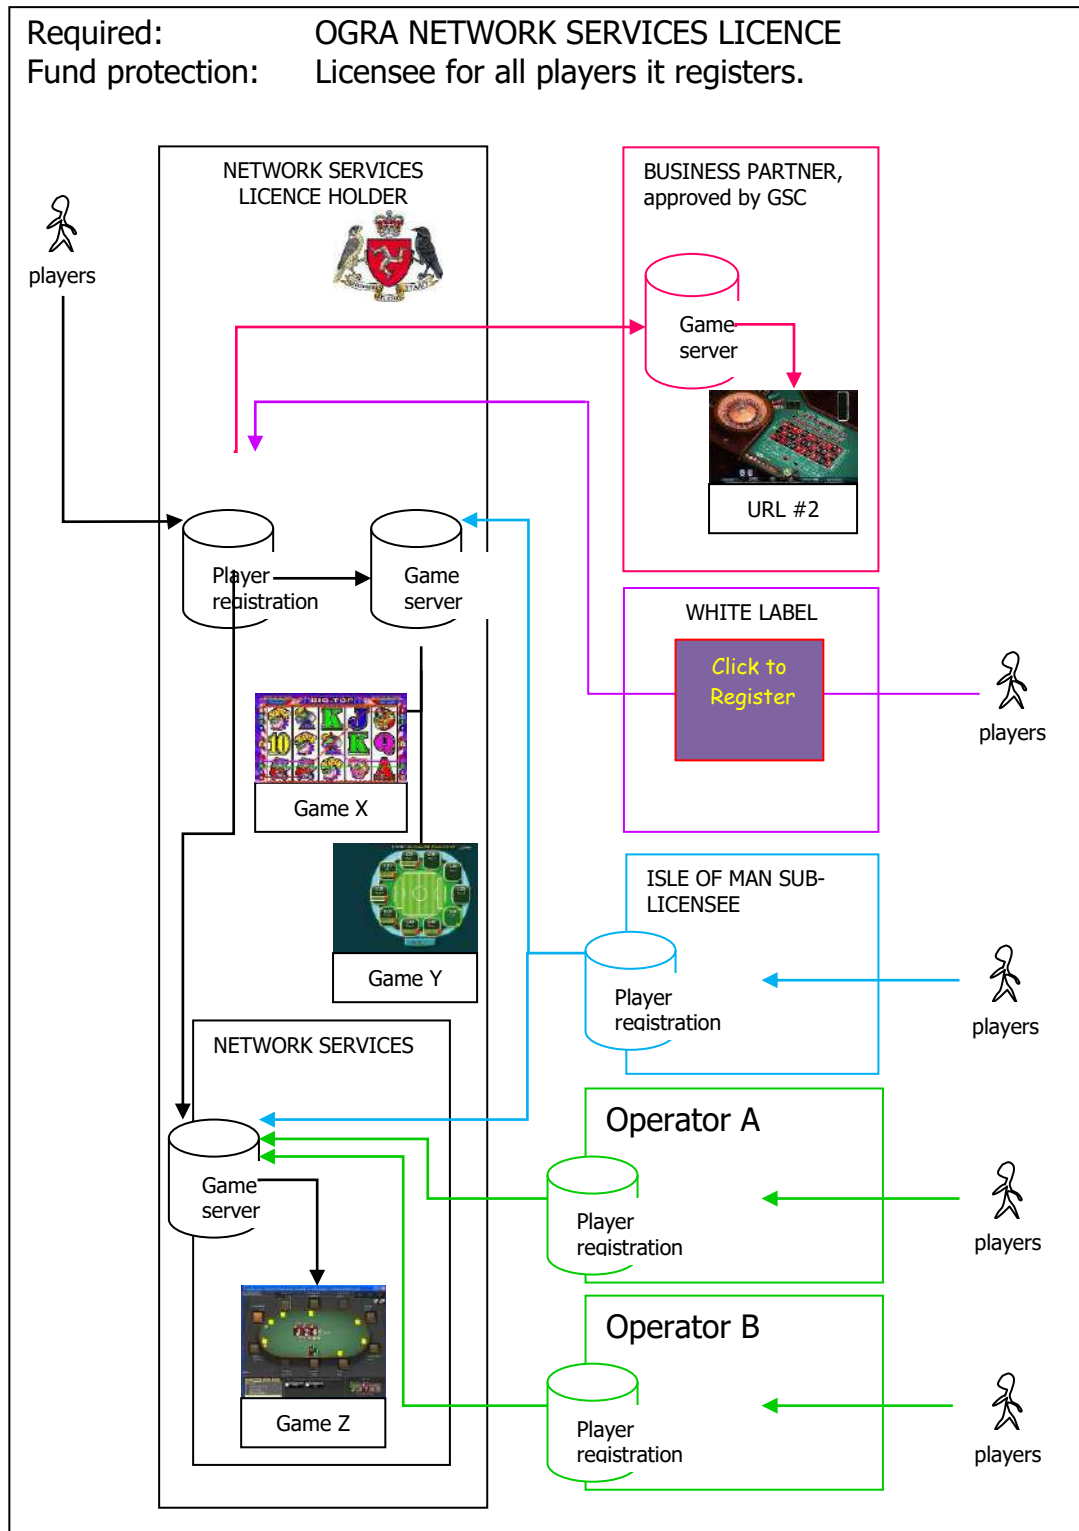 Required: OGRA NETWORK SERVICES LICENCE
Fund protection: Licensee for all players it registers.
NETWORK SERVICES
LICENCE HOLDER
BUSINESS PARTNER,
approved by GSC
players
Game
server
URL #2
Player
registration
Game
server
WHITE LABEL
Click to
Register
players
BIG TOP
10
K
J
K
Q
A
Game X
ISLE OF MAN SUB-
LICENSEE
Game Y
Player
registration
players
NETWORK SERVICES
Operator A
Game
server
Player
registration
players
Operator B
Game Z
Player
registration
players